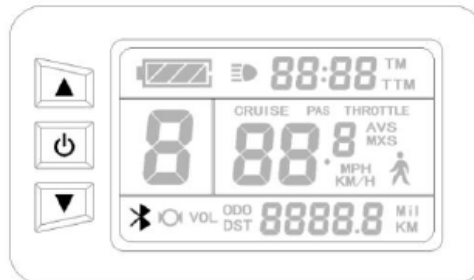 88:88 TM
TTM
CRUISE PAS THROTTLE
8 88.8 AVS
MXS
MPH
KM/H
VOL ODO 8888.8 Mil
DST KM